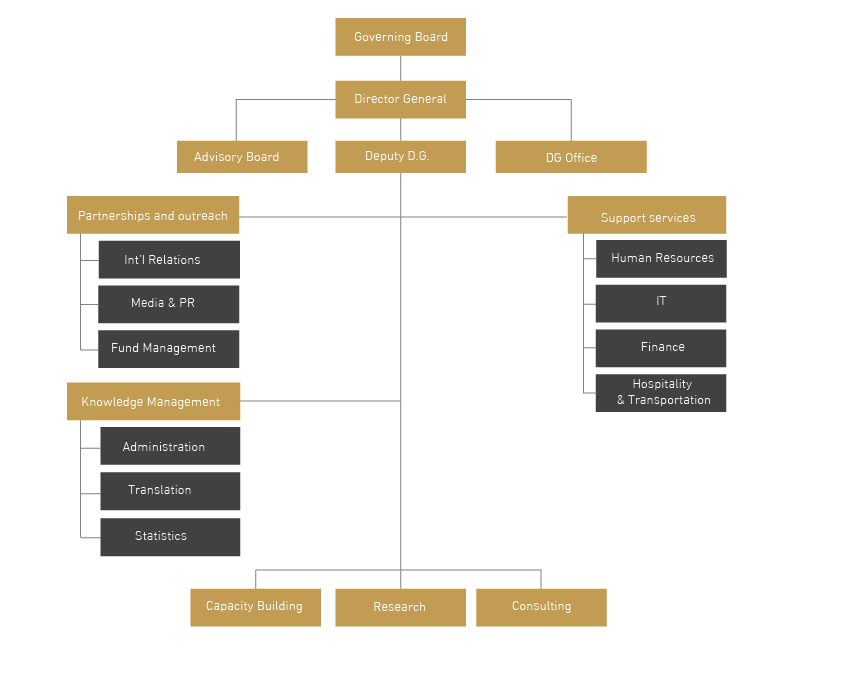 Governing Board
Director General
Advisory Board
Deputy D.G.
DG Office
Partnerships and outreach
Support services
Int'l Relations
Media & PR
Fund Management
Human Resources
IT
Finance
Hospitality
& Transportation
Knowledge Management
Administration
Translation
Statistics
Capacity Building
Research
Consulting